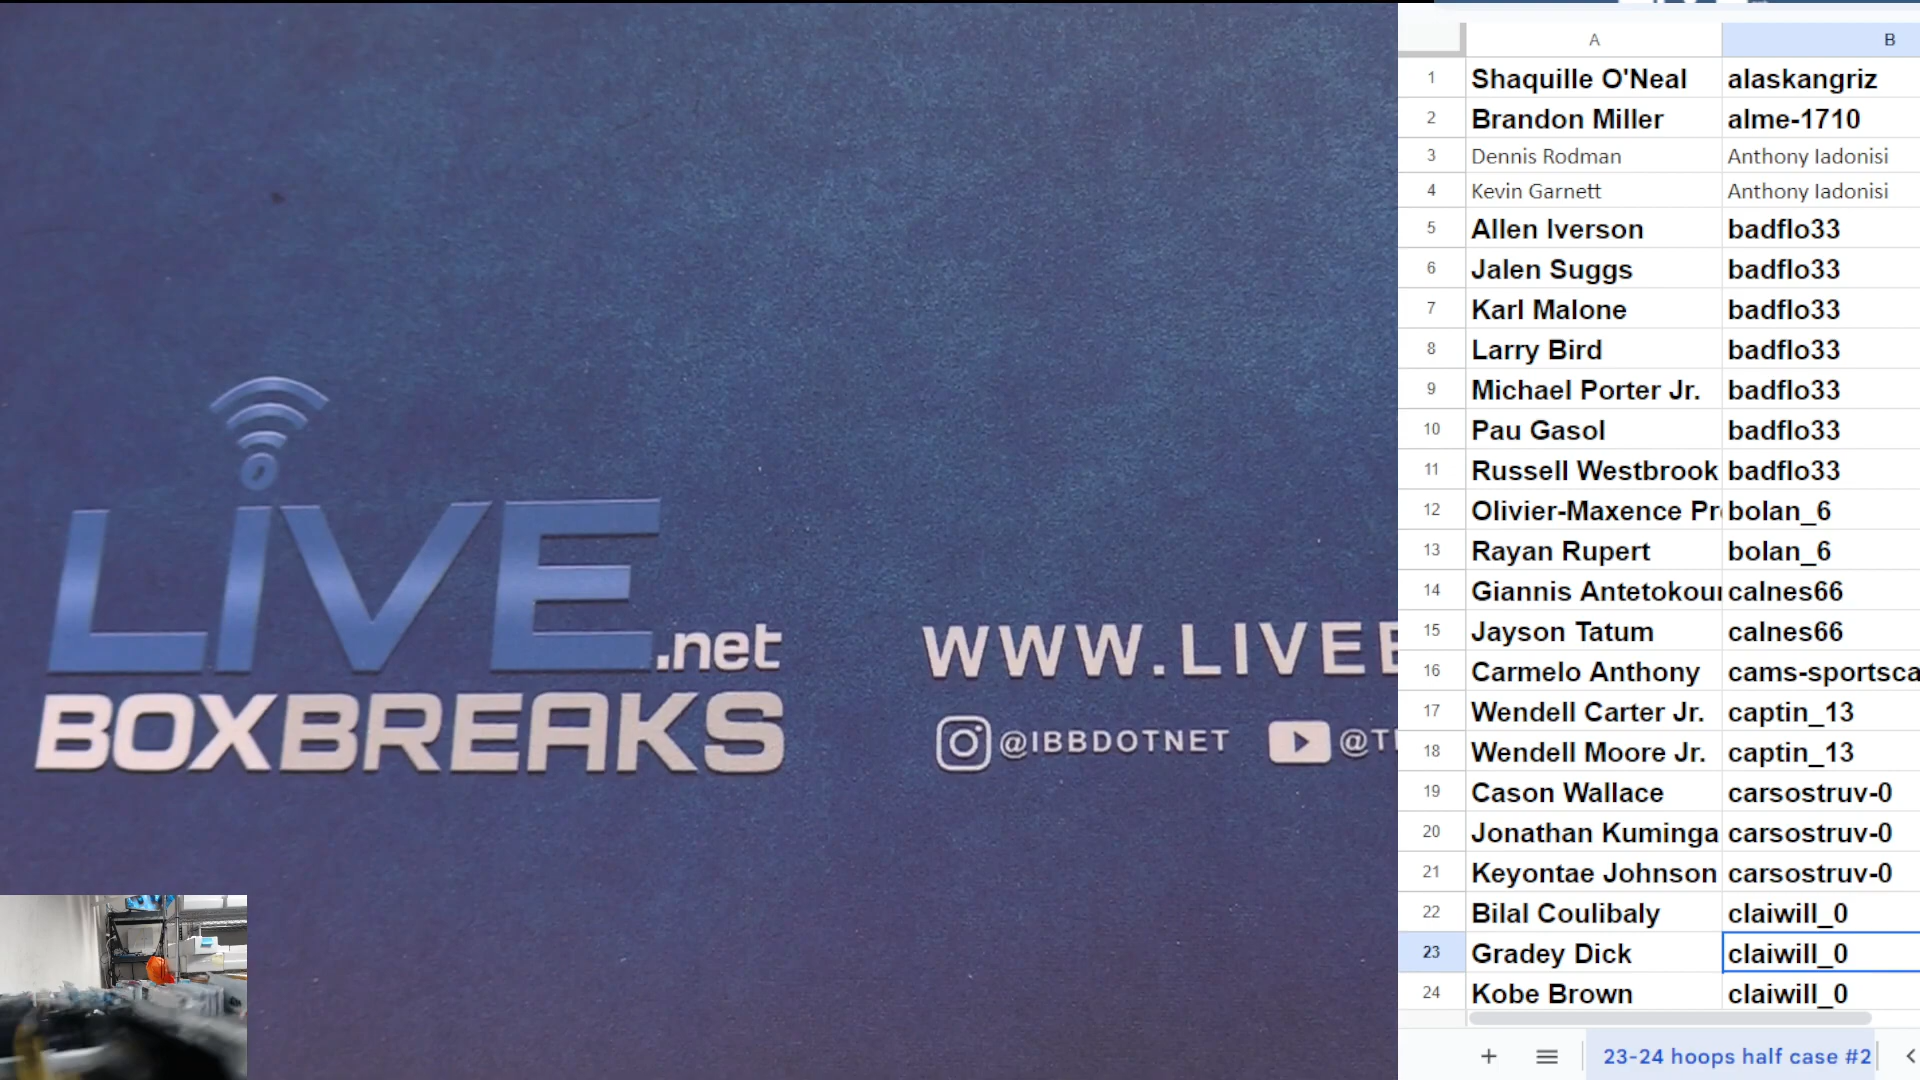 LIVE.net
BOXBREAKS
WWW.LIVE
@IBBDOTNET
A B
1 Shaquille O'Neal alaskangriz
2 Brandon Miller alme-1710
3 Dennis Rodman Anthony Iadonisi
4 Kevin Garnett Anthony Iadonisi
5 Allen Iverson badflo33
6 Jalen Suggs badflo33
7 Karl Malone badflo33
8 Larry Bird badflo33
9 Michael Porter Jr. badflo33
10 Pau Gasol badflo33
11 Russell Westbrook badflo33
12 Olivier-Maxence Pr bolan_6
13 Rayan Rupert bolan_6
14 Giannis Antetokou calnes66
15 Jayson Tatum calnes66
16 Carmelo Anthony cams-sportsca
17 Wendell Carter Jr. captin_13
18 Wendell Moore Jr. captin_13
19 Cason Wallace carsostruv-0
20 Jonathan Kuminga carsostruv-0
21 Keyontae Johnson carsostruv-0
22 Bilal Coulibaly claiwill_0
23 Gradey Dick claiwill_0
24 Kobe Brown claiwill_0
23-24 hoops half case #2